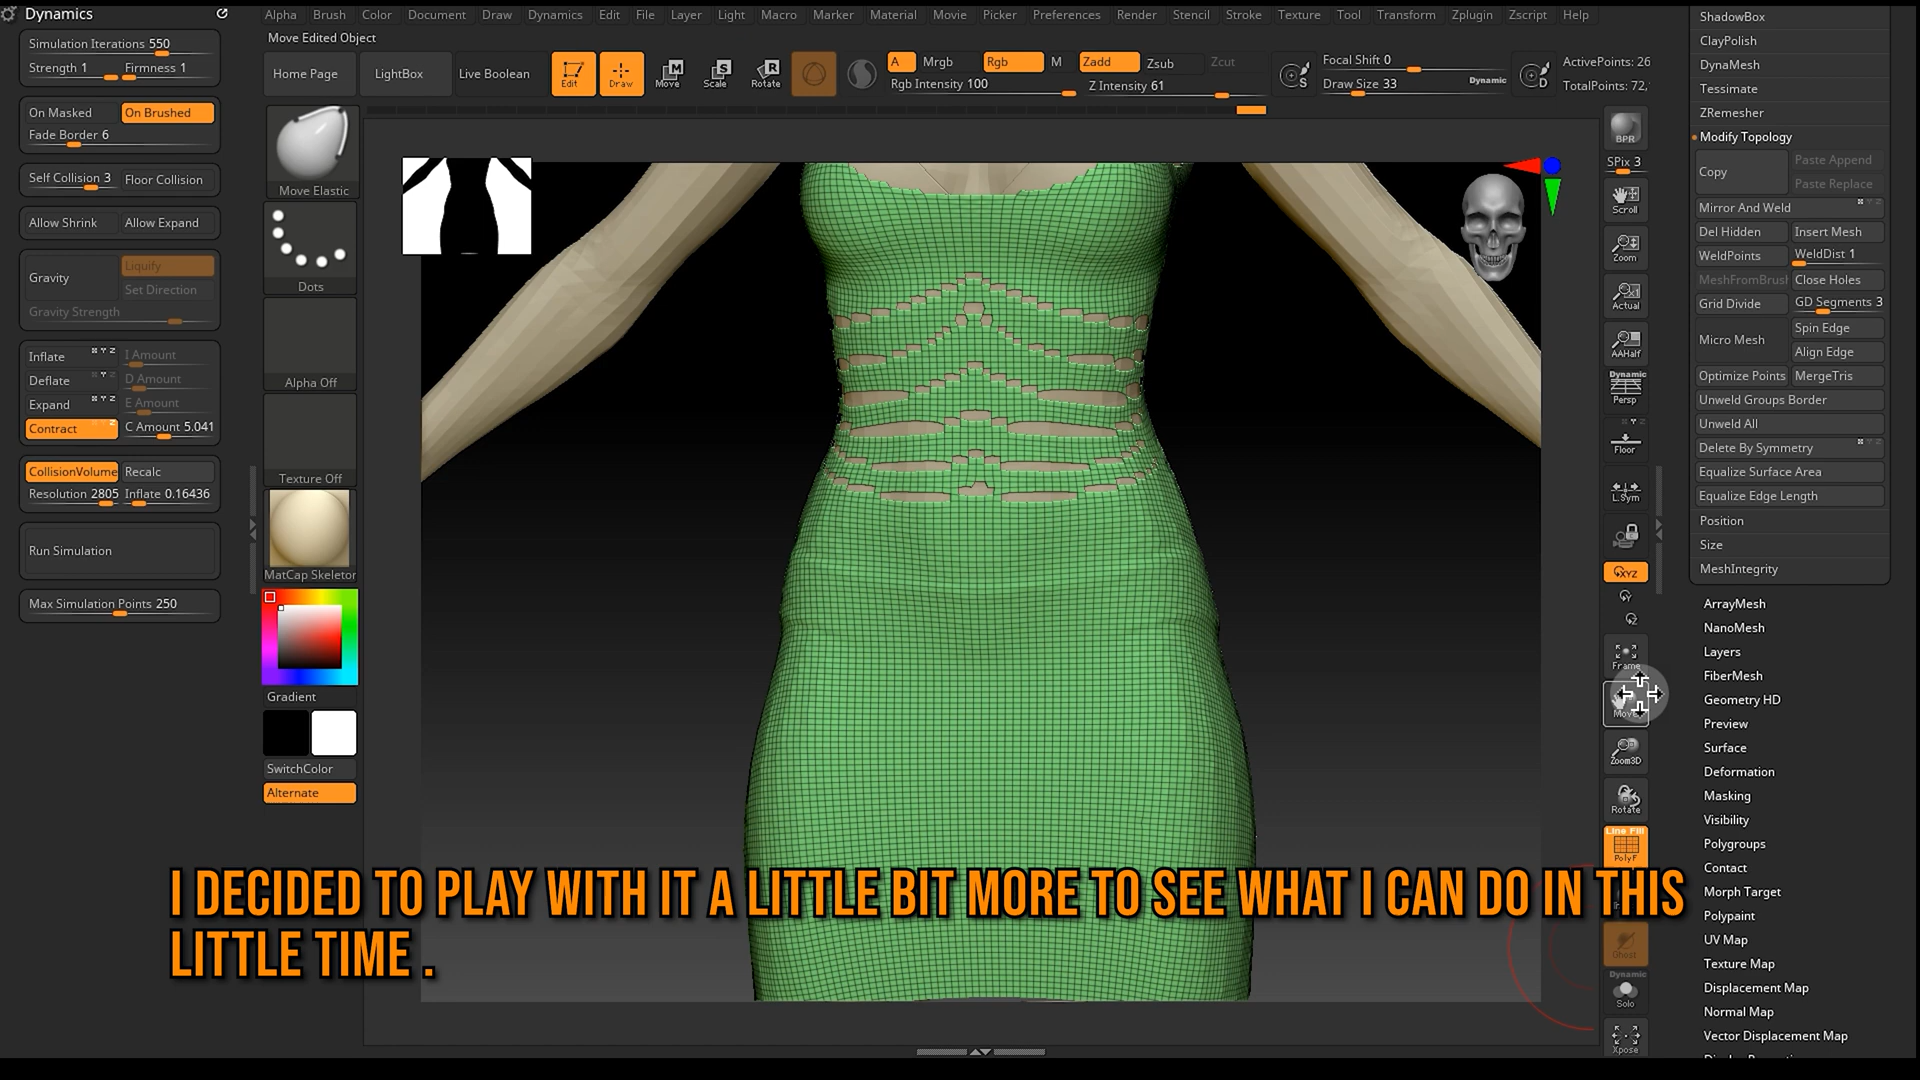 Dynamics
Simulation Iterations 550
Strength 1 Firmness 1
On Masked On Brushed
Fade Border 6
Self Collision 3 Floor Collision
Allow Shrink Allow Expand
Gravity Liquify
Set Direction
Gravity Strength
Inflate I Amount
Deflate D Amount
Expand E Amount
Contract C Amount 5.041
CollisionVolume Recalc
Resolution 2805 Inflate 0.16436
Run Simulation
Max Simulation Points 250
Alpha Brush Color Document Draw Dynamics Edit File Layer Light Macro Marker Material Movie Picker Preferences Render Stencil Stroke Texture Tool Transform Zplugin Zscript Help
Move Edited Object
Home Page LightBox Live Boolean Edit Draw Move Scale Rotate
A Mrgb Rgb M Zadd Zsub Zcut
Rgb Intensity 100 Z Intensity 61
Focal Shift 0
Draw Size 33 Dynamic
ActivePoints: 26
TotalPoints: 72,
Move Elastic
Dots
Alpha Off
Texture Off
MatCap Skeleton
Gradient
SwitchColor
Alternate
BPR
SPix 3
Scroll
Zoom
Actual
AAHalf
Dynamic
Persp
Floor
L.Sym
XYZ
Frame
Move
Zoom3D
Rotate
Line Fill
PolyF
Ghost
Dynamic
Solo
Xpose
ShadowBox
ClayPolish
DynaMesh
Tessimate
ZRemesher
Modify Topology
Copy Paste Append
Paste Replace
Mirror And Weld
Del Hidden Insert Mesh
WeldPoints WeldDist 1
MeshFromBrush Close Holes
Grid Divide GD Segments 3
Micro Mesh Spin Edge
Align Edge
Optimize Points MergeTris
Unweld Groups Border
Unweld All
Delete By Symmetry
Equalize Surface Area
Equalize Edge Length
Position
Size
MeshIntegrity
ArrayMesh
NanoMesh
Layers
FiberMesh
Geometry HD
Preview
Surface
Deformation
Masking
Visibility
Polygroups
Contact
Morph Target
Polypaint
UV Map
Texture Map
Displacement Map
Normal Map
Vector Displacement Map
I DECIDED TO PLAY WITH IT A LITTLE BIT MORE TO SEE WHAT I CAN DO IN THIS
LITTLE TIME .